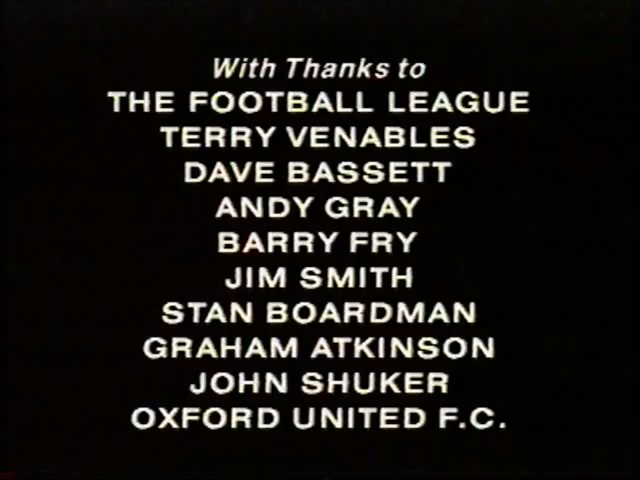 With Thanks to
THE FOOTBALL LEAGUE
TERRY VENABLES
DAVE BASSETT
ANDY GRAY
BARRY FRY
JIM SMITH
STAN BOARDMAN
GRAHAM ATKINSON
JOHN SHUKER
OXFORD UNITED F.C.